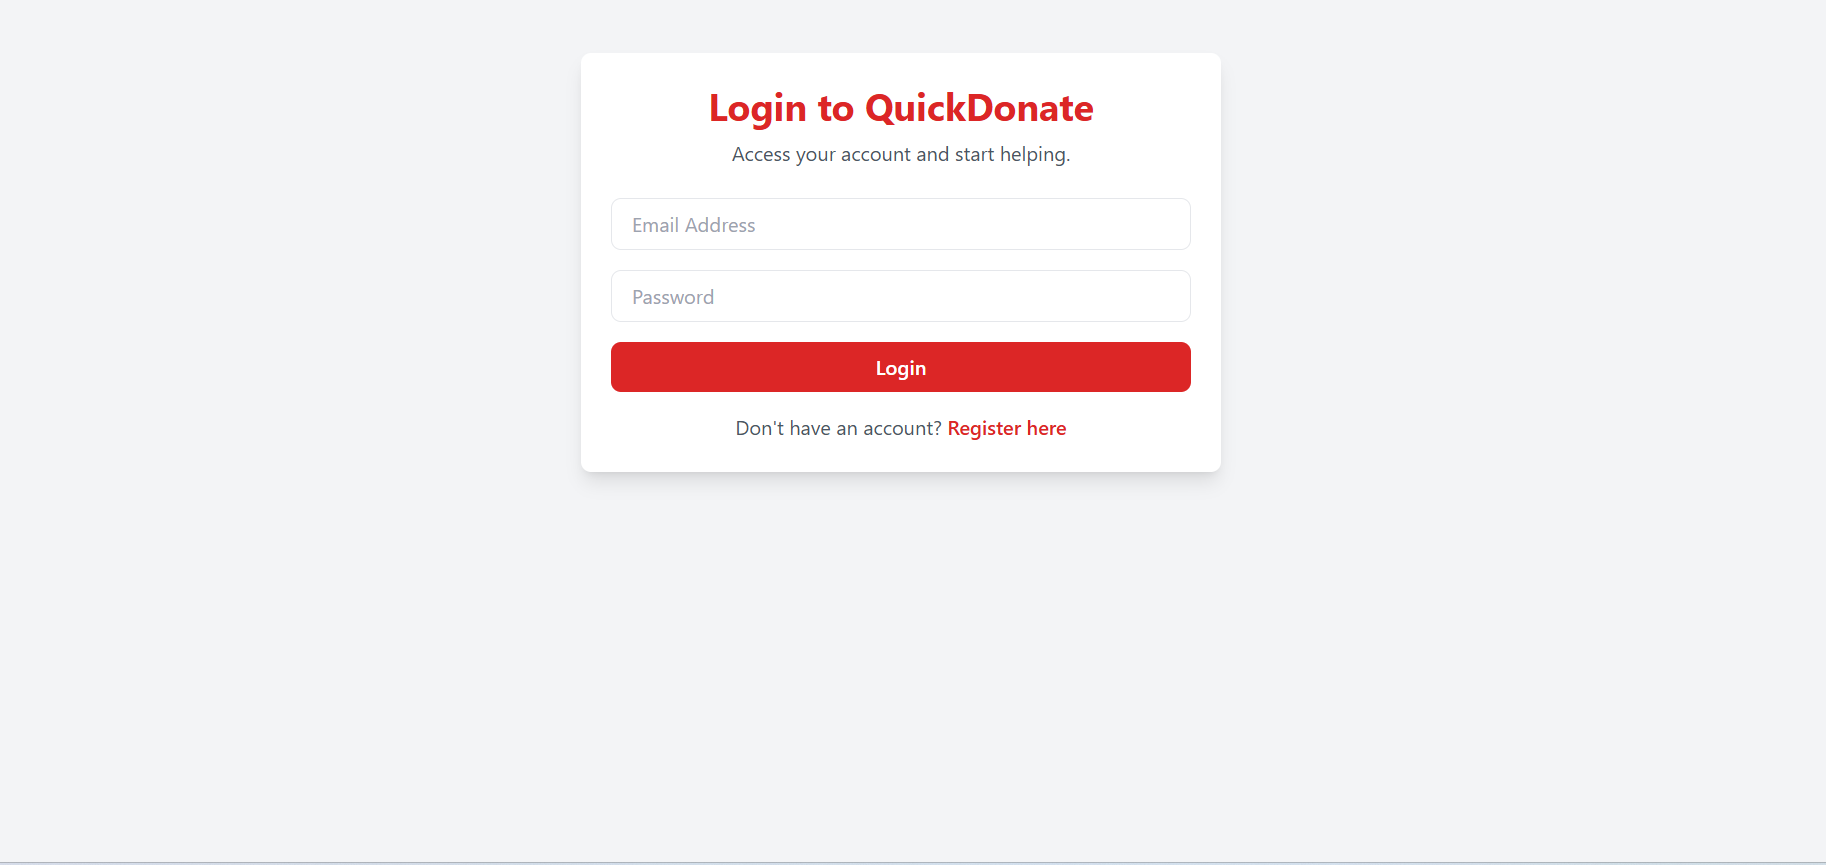 Login to QuickDonate
Access your account and start helping.
Email Address
Password
Login
Don't have an account? Register here